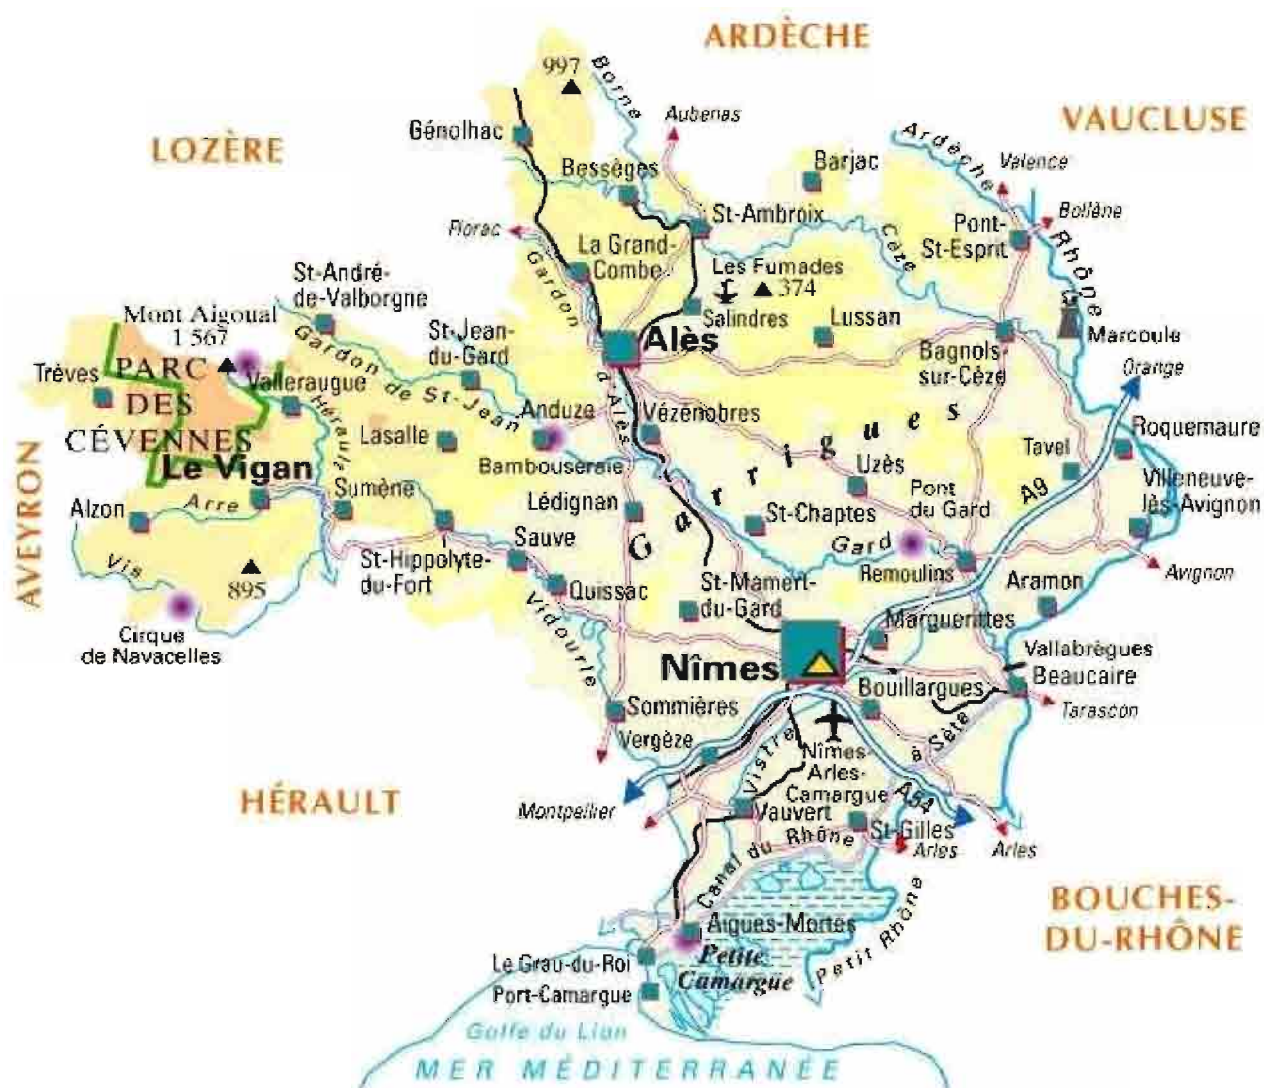 ARDÈCHE
997
Borne
Aubenas
VAUCLUSE
Génolhac
LOZÈRE
Ardèche
Bessèges
Barjac
Valence
St-Ambroix
Bollène
Florac
Pont-
St-Esprit
Rhône
La Grand-
Combe
Cèze
Gardon
d'Alès
Les Fumades
374
St-André-
de-Valborgne
Mont Aigoual
1 567
Salindres
Lussan
Marcoule
Gardon de St-Jean
St-Jean-
du-Gard
Alès
Bagnols-
sur-Cèze
Orange
Trèves
PARC
DES
CÉVENNES
Valleraugue
Hérault
Anduze
Vézénobres
Garrigues
Lasalle
Tavel
Roquemaure
Bambouseraie
Uzès
A9
Villeneuve-
lès-Avignon
Le Vigan
AVEYRON
Alzon
Arre
Sumène
Lédignan
St-Chaptes
Pont
du Gard
Gard
Sauve
St-Hippolyte-
du-Fort
Remoulins
Avignon
Vis
895
Quissac
St-Mamert-
du-Gard
Aramon
Vidourle
Marguerittes
Cirque
de Navacelles
Nîmes
Vallabrègues
Beaucaire
Bouillargues
Tarascon
Sommières
Vergèze
à Sète
Vistre
Nîmes-
Arles-
Camargue
HÉRAULT
A54
Montpellier
Vauvert
St-Gilles
Canal du Rhône
Arles
Arles
BOUCHES-
DU-RHÔNE
Aigues-Mortes
Petit Rhône
Petite
Camargue
Le Grau-du-Roi
Port-Camargue
Golfe du Lion
MER MÉDITERRANÉE